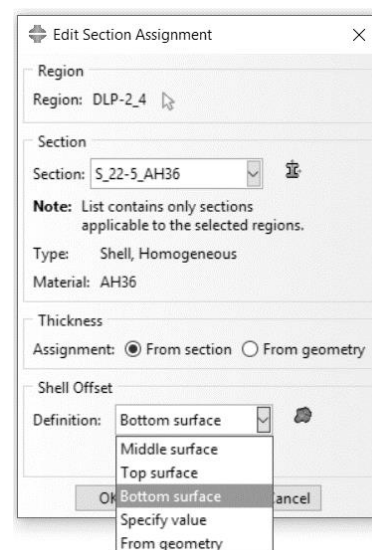 Edit Section Assignment
Region
Region: DLP-2_4
Section
Section: S_22-5_AH36
Note: List contains only sections
applicable to the selected regions.
Type: Shell, Homogeneous
Material: AH36
Thickness
Assignment: From section From geometry
Shell Offset
Definition: Bottom surface
Middle surface
Top surface
Bottom surface
Specify value
From geometry